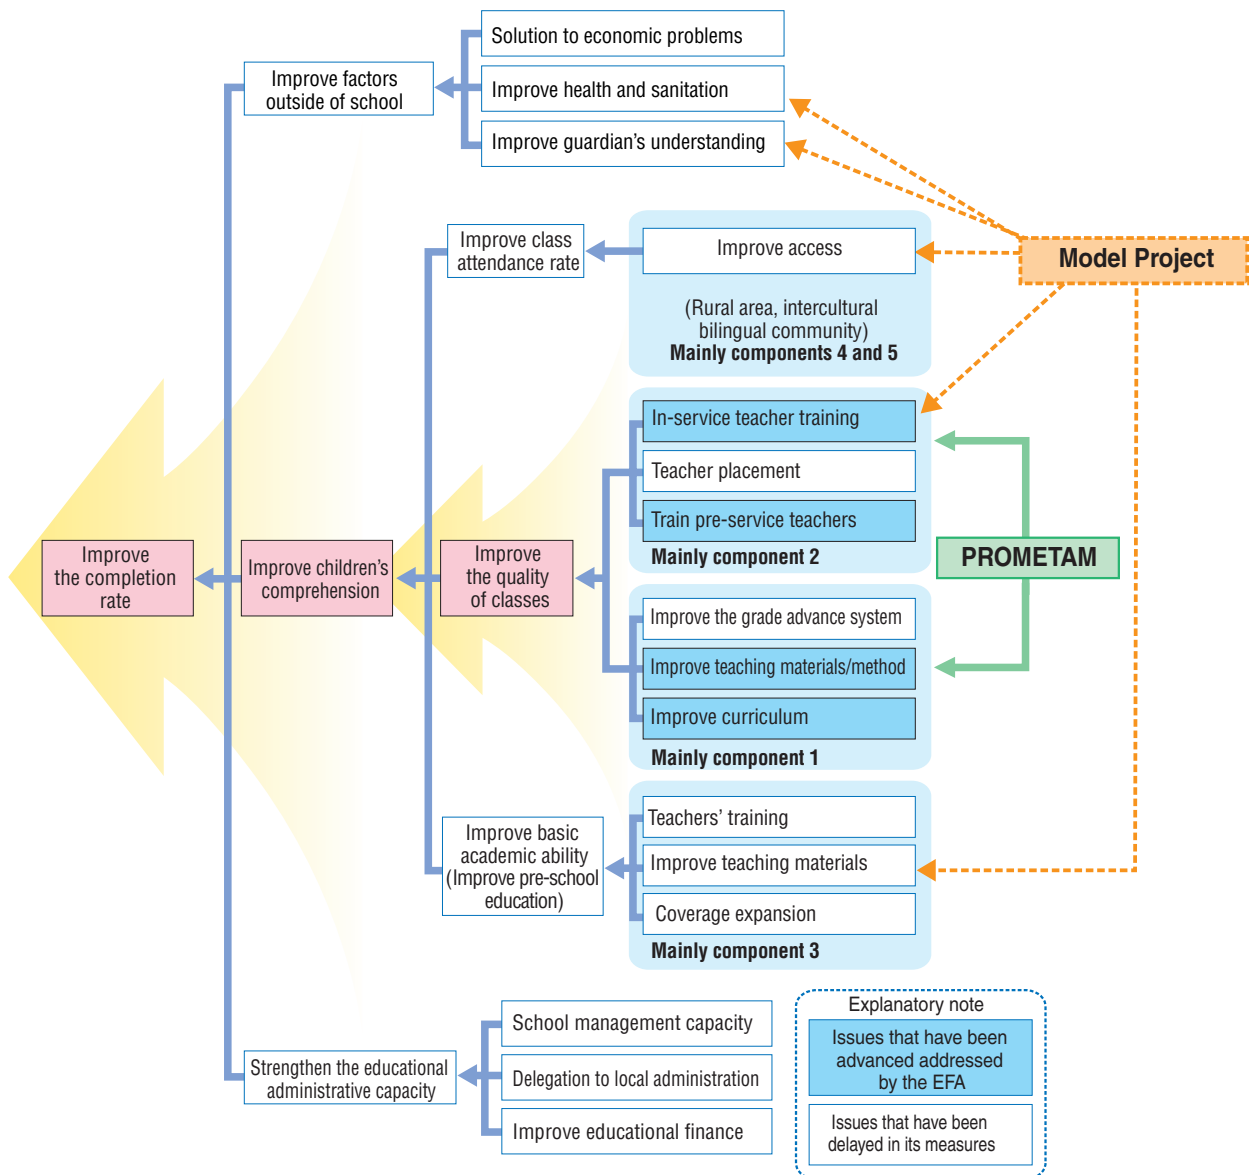 Solution to economic problems
Improve factors
outside of school
Improve health and sanitation
Improve guardian's understanding
Improve class
attendance rate
Improve access
Model Project
(Rural area, intercultural
bilingual community)
Mainly components 4 and 5
In-service teacher training
Teacher placement
Train pre-service teachers
Mainly component 2
PROMETAM
Improve
the completion
rate
Improve children's
comprehension
Improve
the quality
of classes
Improve the grade advance system
Improve teaching materials/method
Improve curriculum
Mainly component 1
Improve basic
academic ability
(Improve pre-school
education)
Teachers' training
Improve teaching materials
Coverage expansion
Mainly component 3
Strengthen the educational
administrative capacity
School management capacity
Delegation to local administration
Improve educational finance
Explanatory note
Issues that have been
advanced addressed
by the EFA
Issues that have been
delayed in its measures